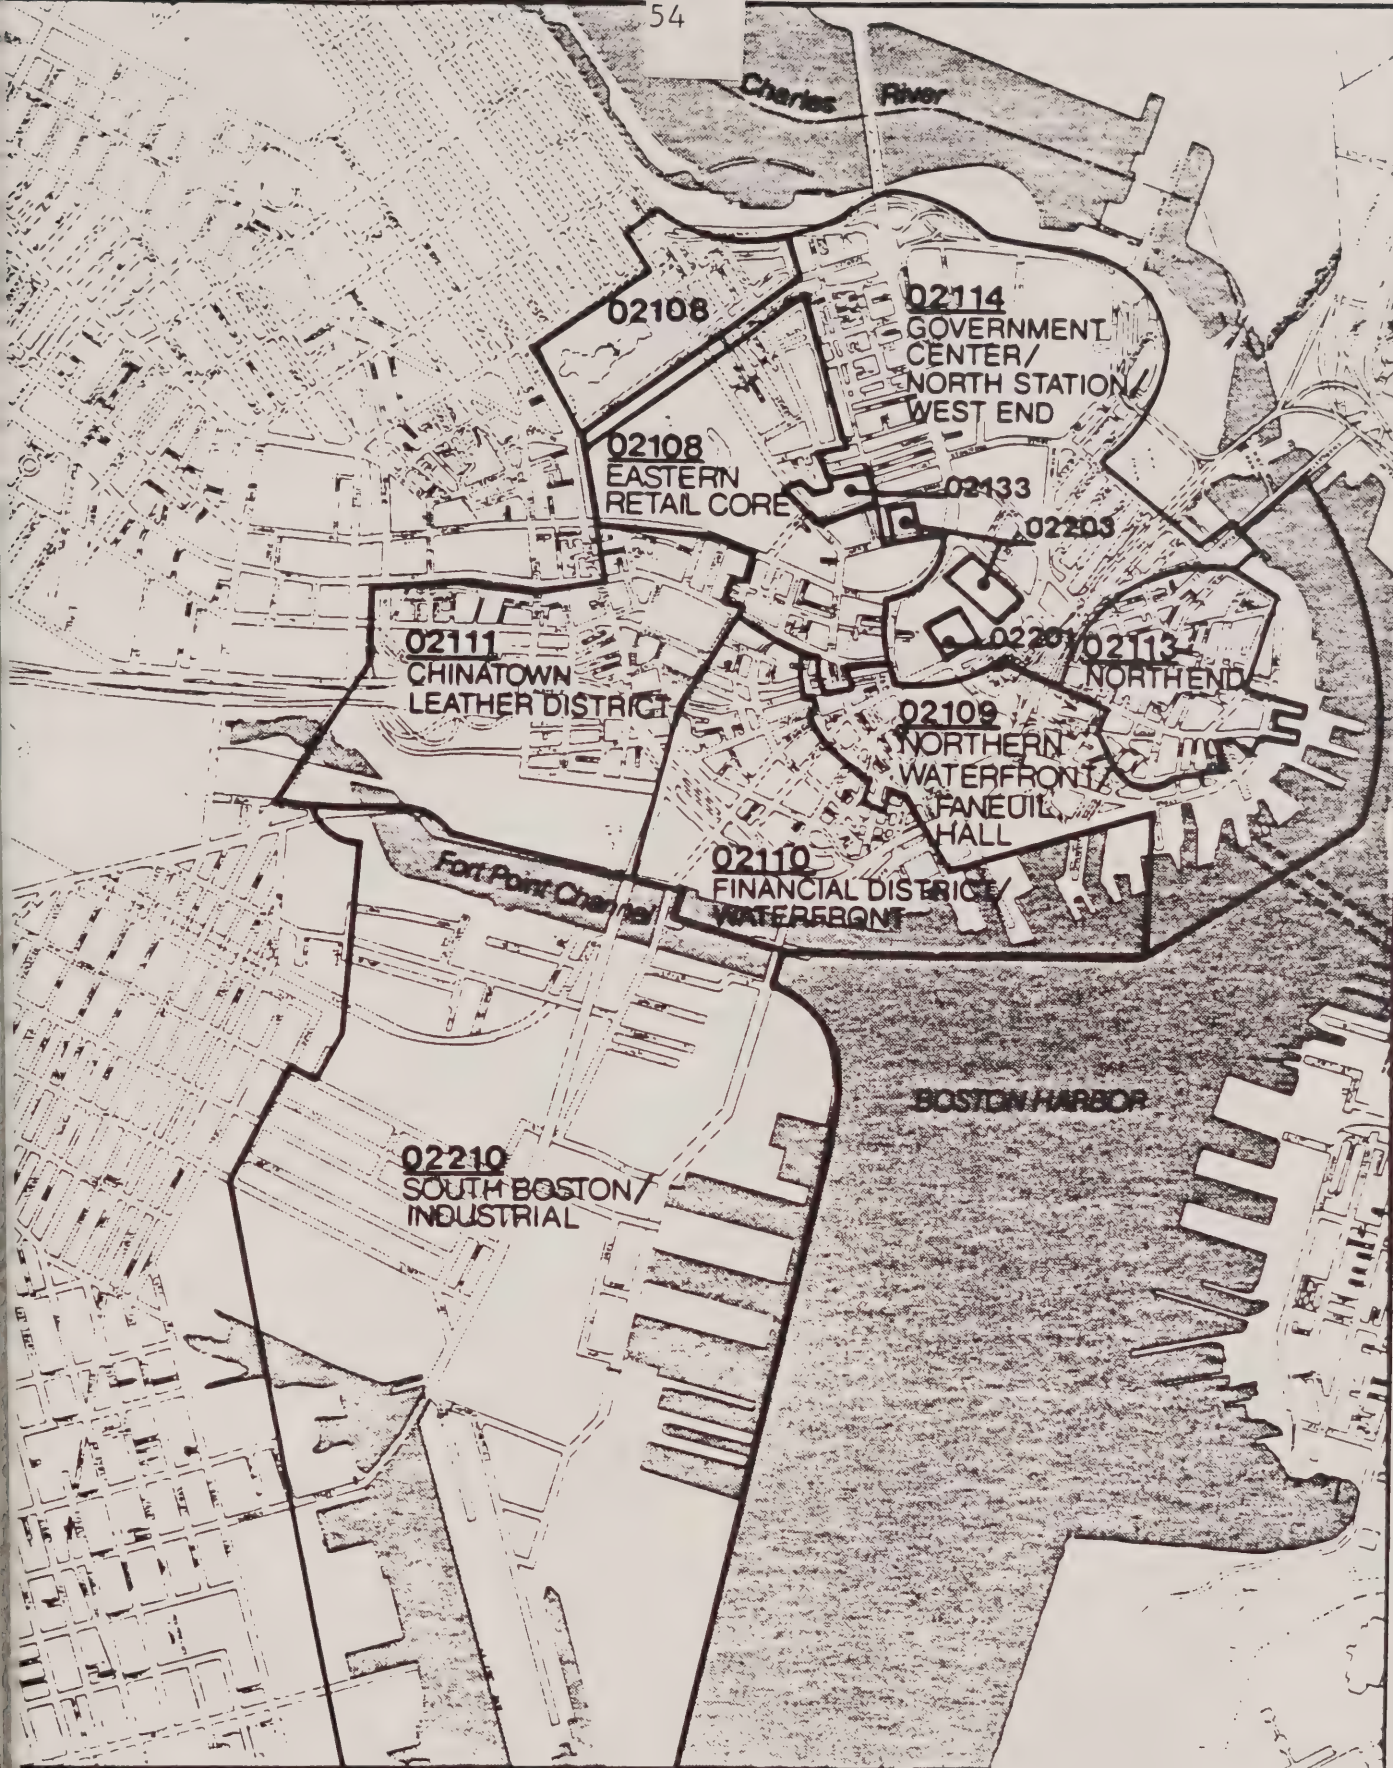 54
Charles River
02108
02114
GOVERNMENT
CENTER/
NORTH STATION/
WEST END
02108
EASTERN
RETAIL CORE
02133
02203
02111
CHINATOWN
LEATHER DISTRICT
02201
02113
NORTH END
02109
NORTHERN
WATERFRONT/
FANEUIL
HALL
02110
FINANCIAL DISTRICT/
WATERFRONT
Fort Point Channel
BOSTON HARBOR
02210
SOUTH BOSTON/
INDUSTRIAL